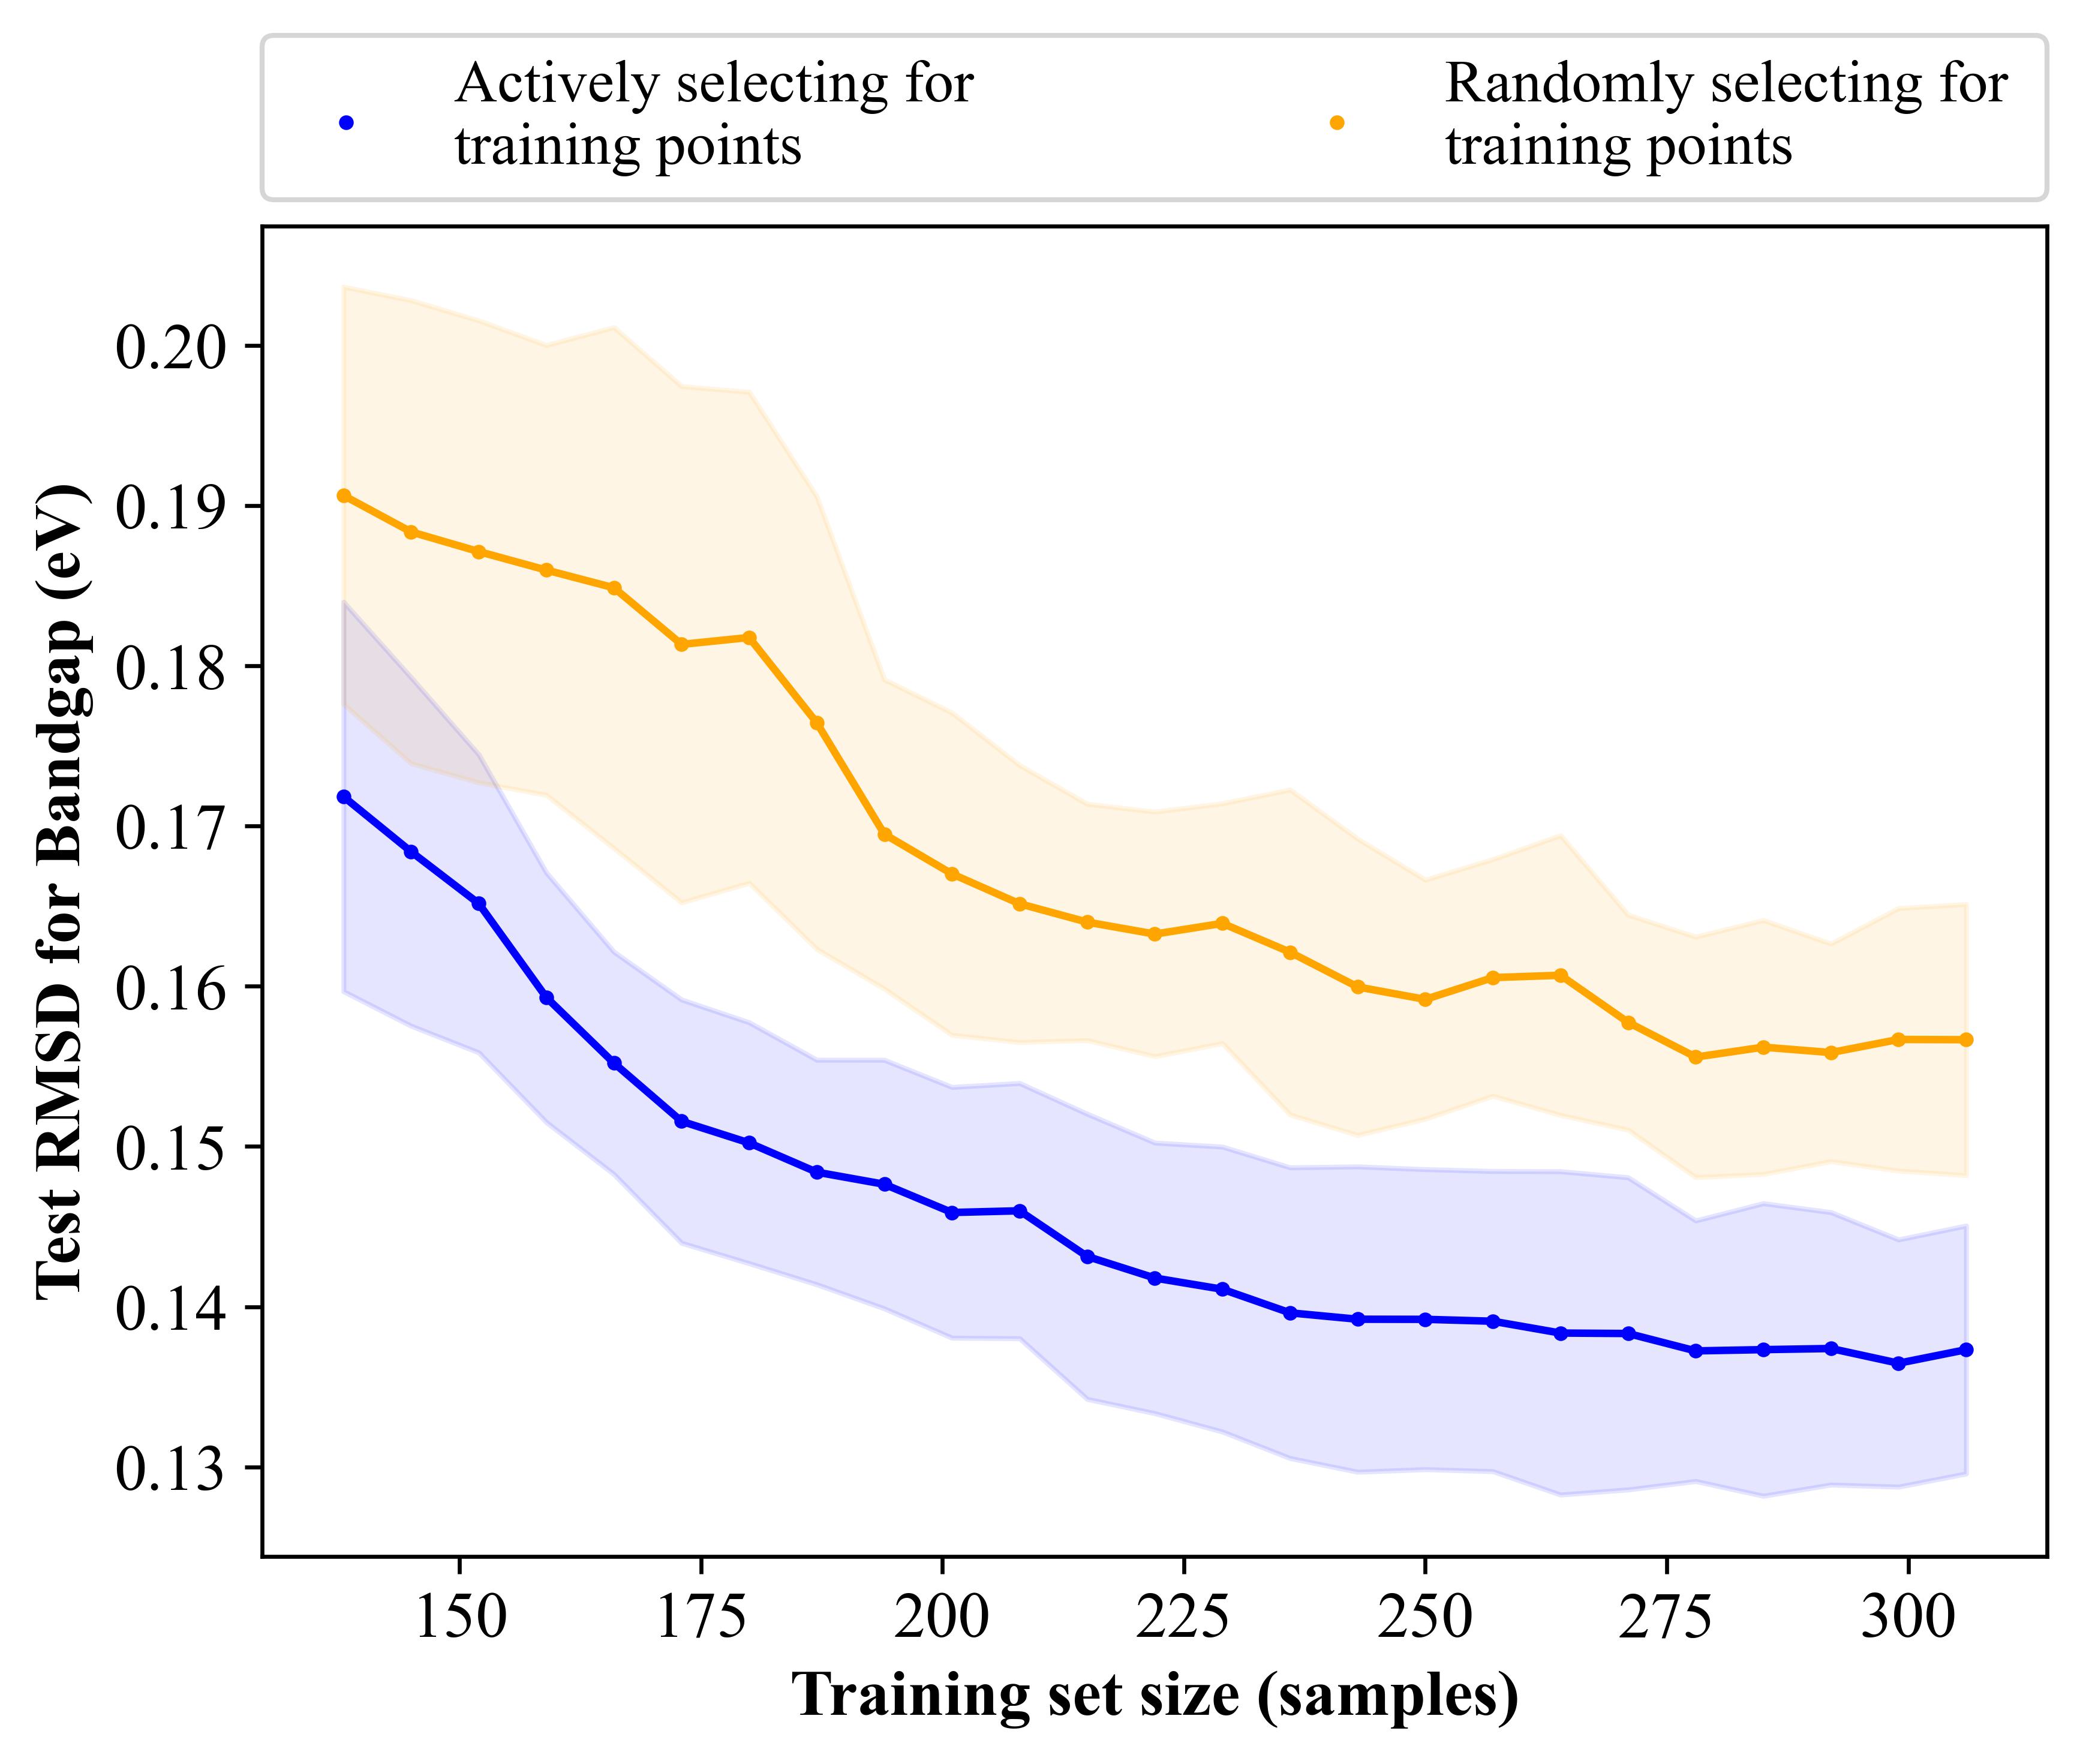 Actively selecting for
training points
Randomly selecting for
training points
Test RMSD for Bandgap (eV)
0.20
0.19
0.18
0.17
0.16
0.15
0.14
0.13
150 175 200 225 250 275 300
Training set size (samples)